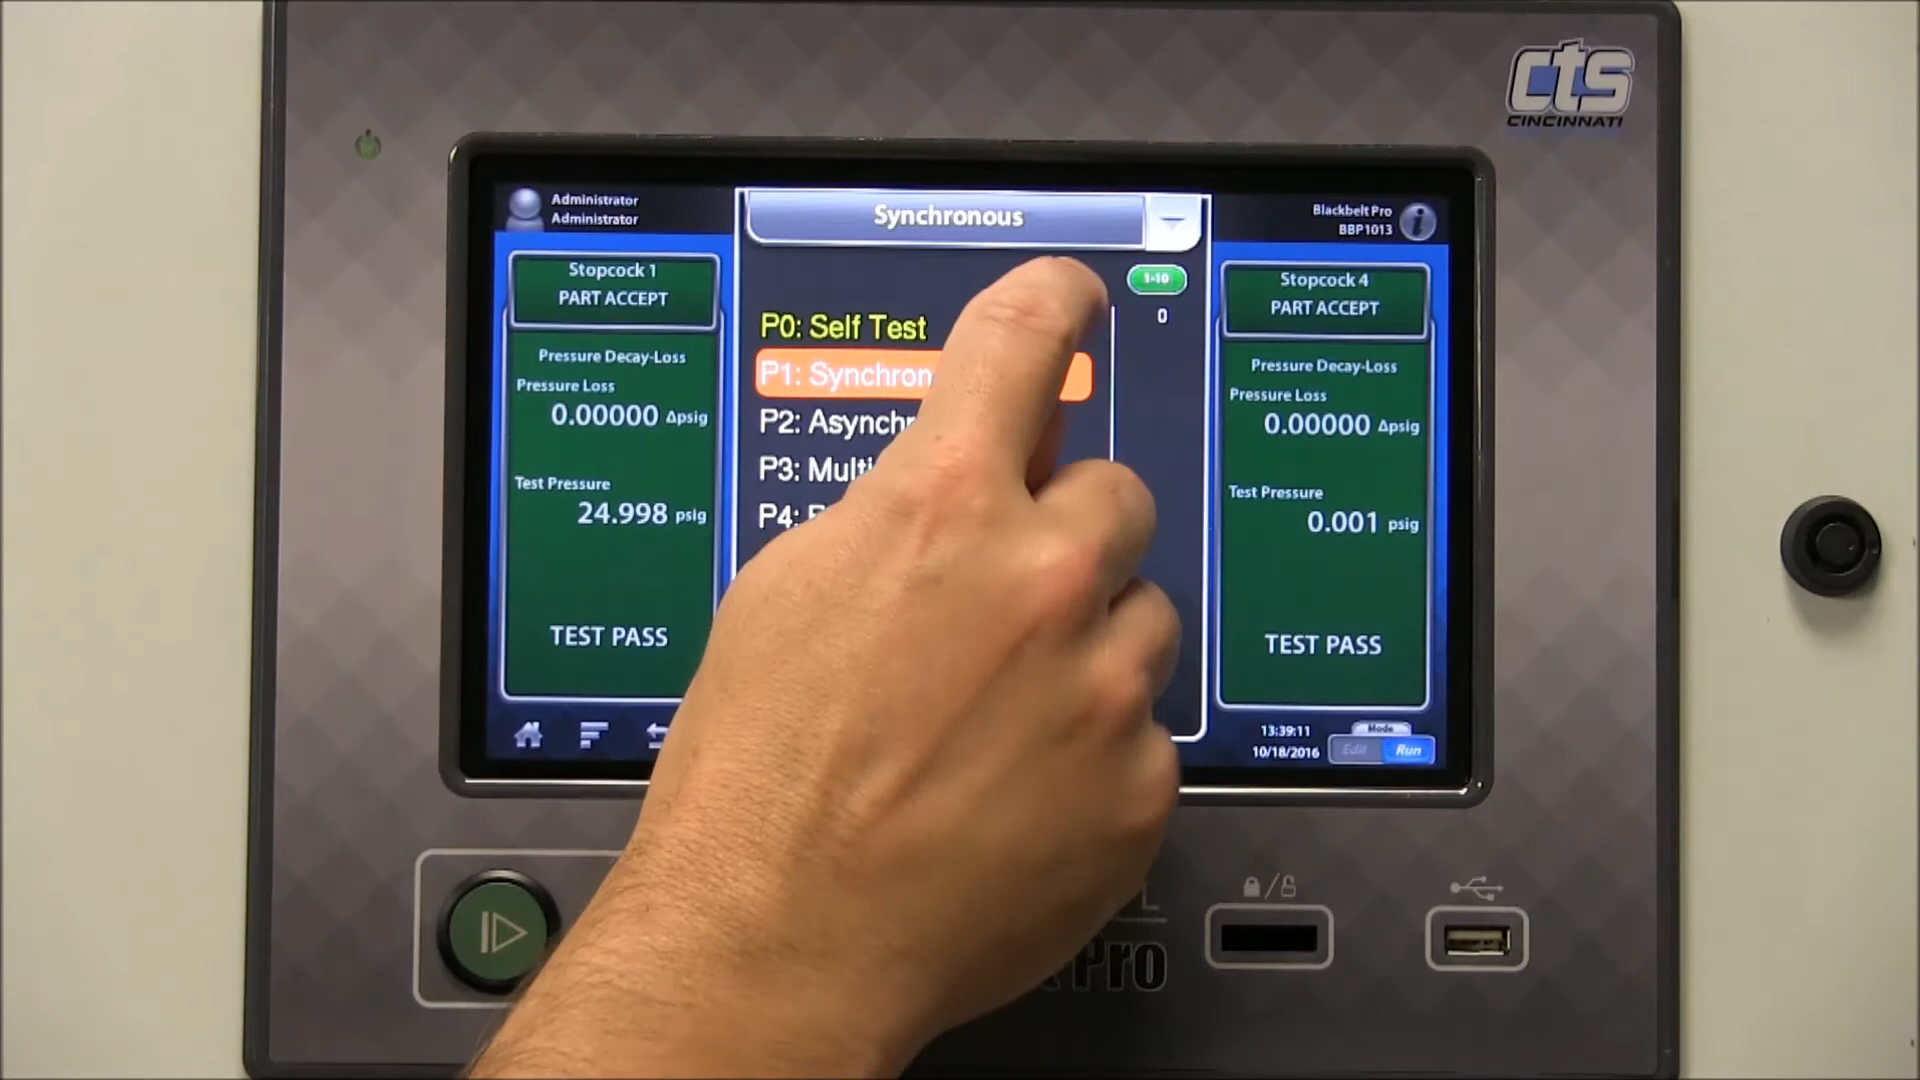 cts
CINCINNATI
Administrator
Administrator
Synchronous
Blackbelt Pro
BBP1013
Stopcock 1
PART ACCEPT
Pressure Decay-Loss
Pressure Loss
0.00000 Δpsig
Test Pressure
24.998 psig
TEST PASS
1-10
0
P0: Self Test
P1: Synchron
P2: Asynchr
P3: Multi
P4:
Stopcock 4
PART ACCEPT
Pressure Decay-Loss
Pressure Loss
0.00000 Δpsig
Test Pressure
0.001 psig
TEST PASS
13:39:11
10/18/2016
Mode
Edit Run
Pro